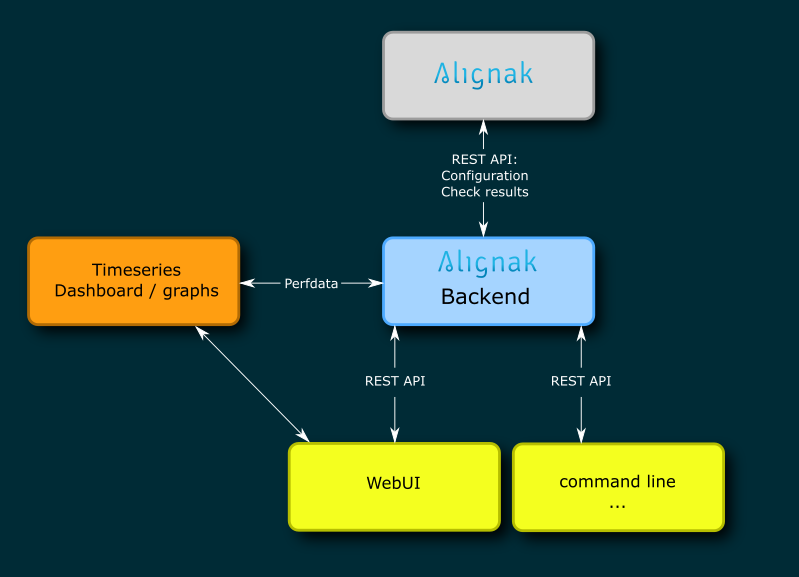 Alignak
REST API:
Configuration
Check results
Timeseries
Dashboard / graphs
Perfdata
Alignak
Backend
REST API
REST API
WebUI
command line
...